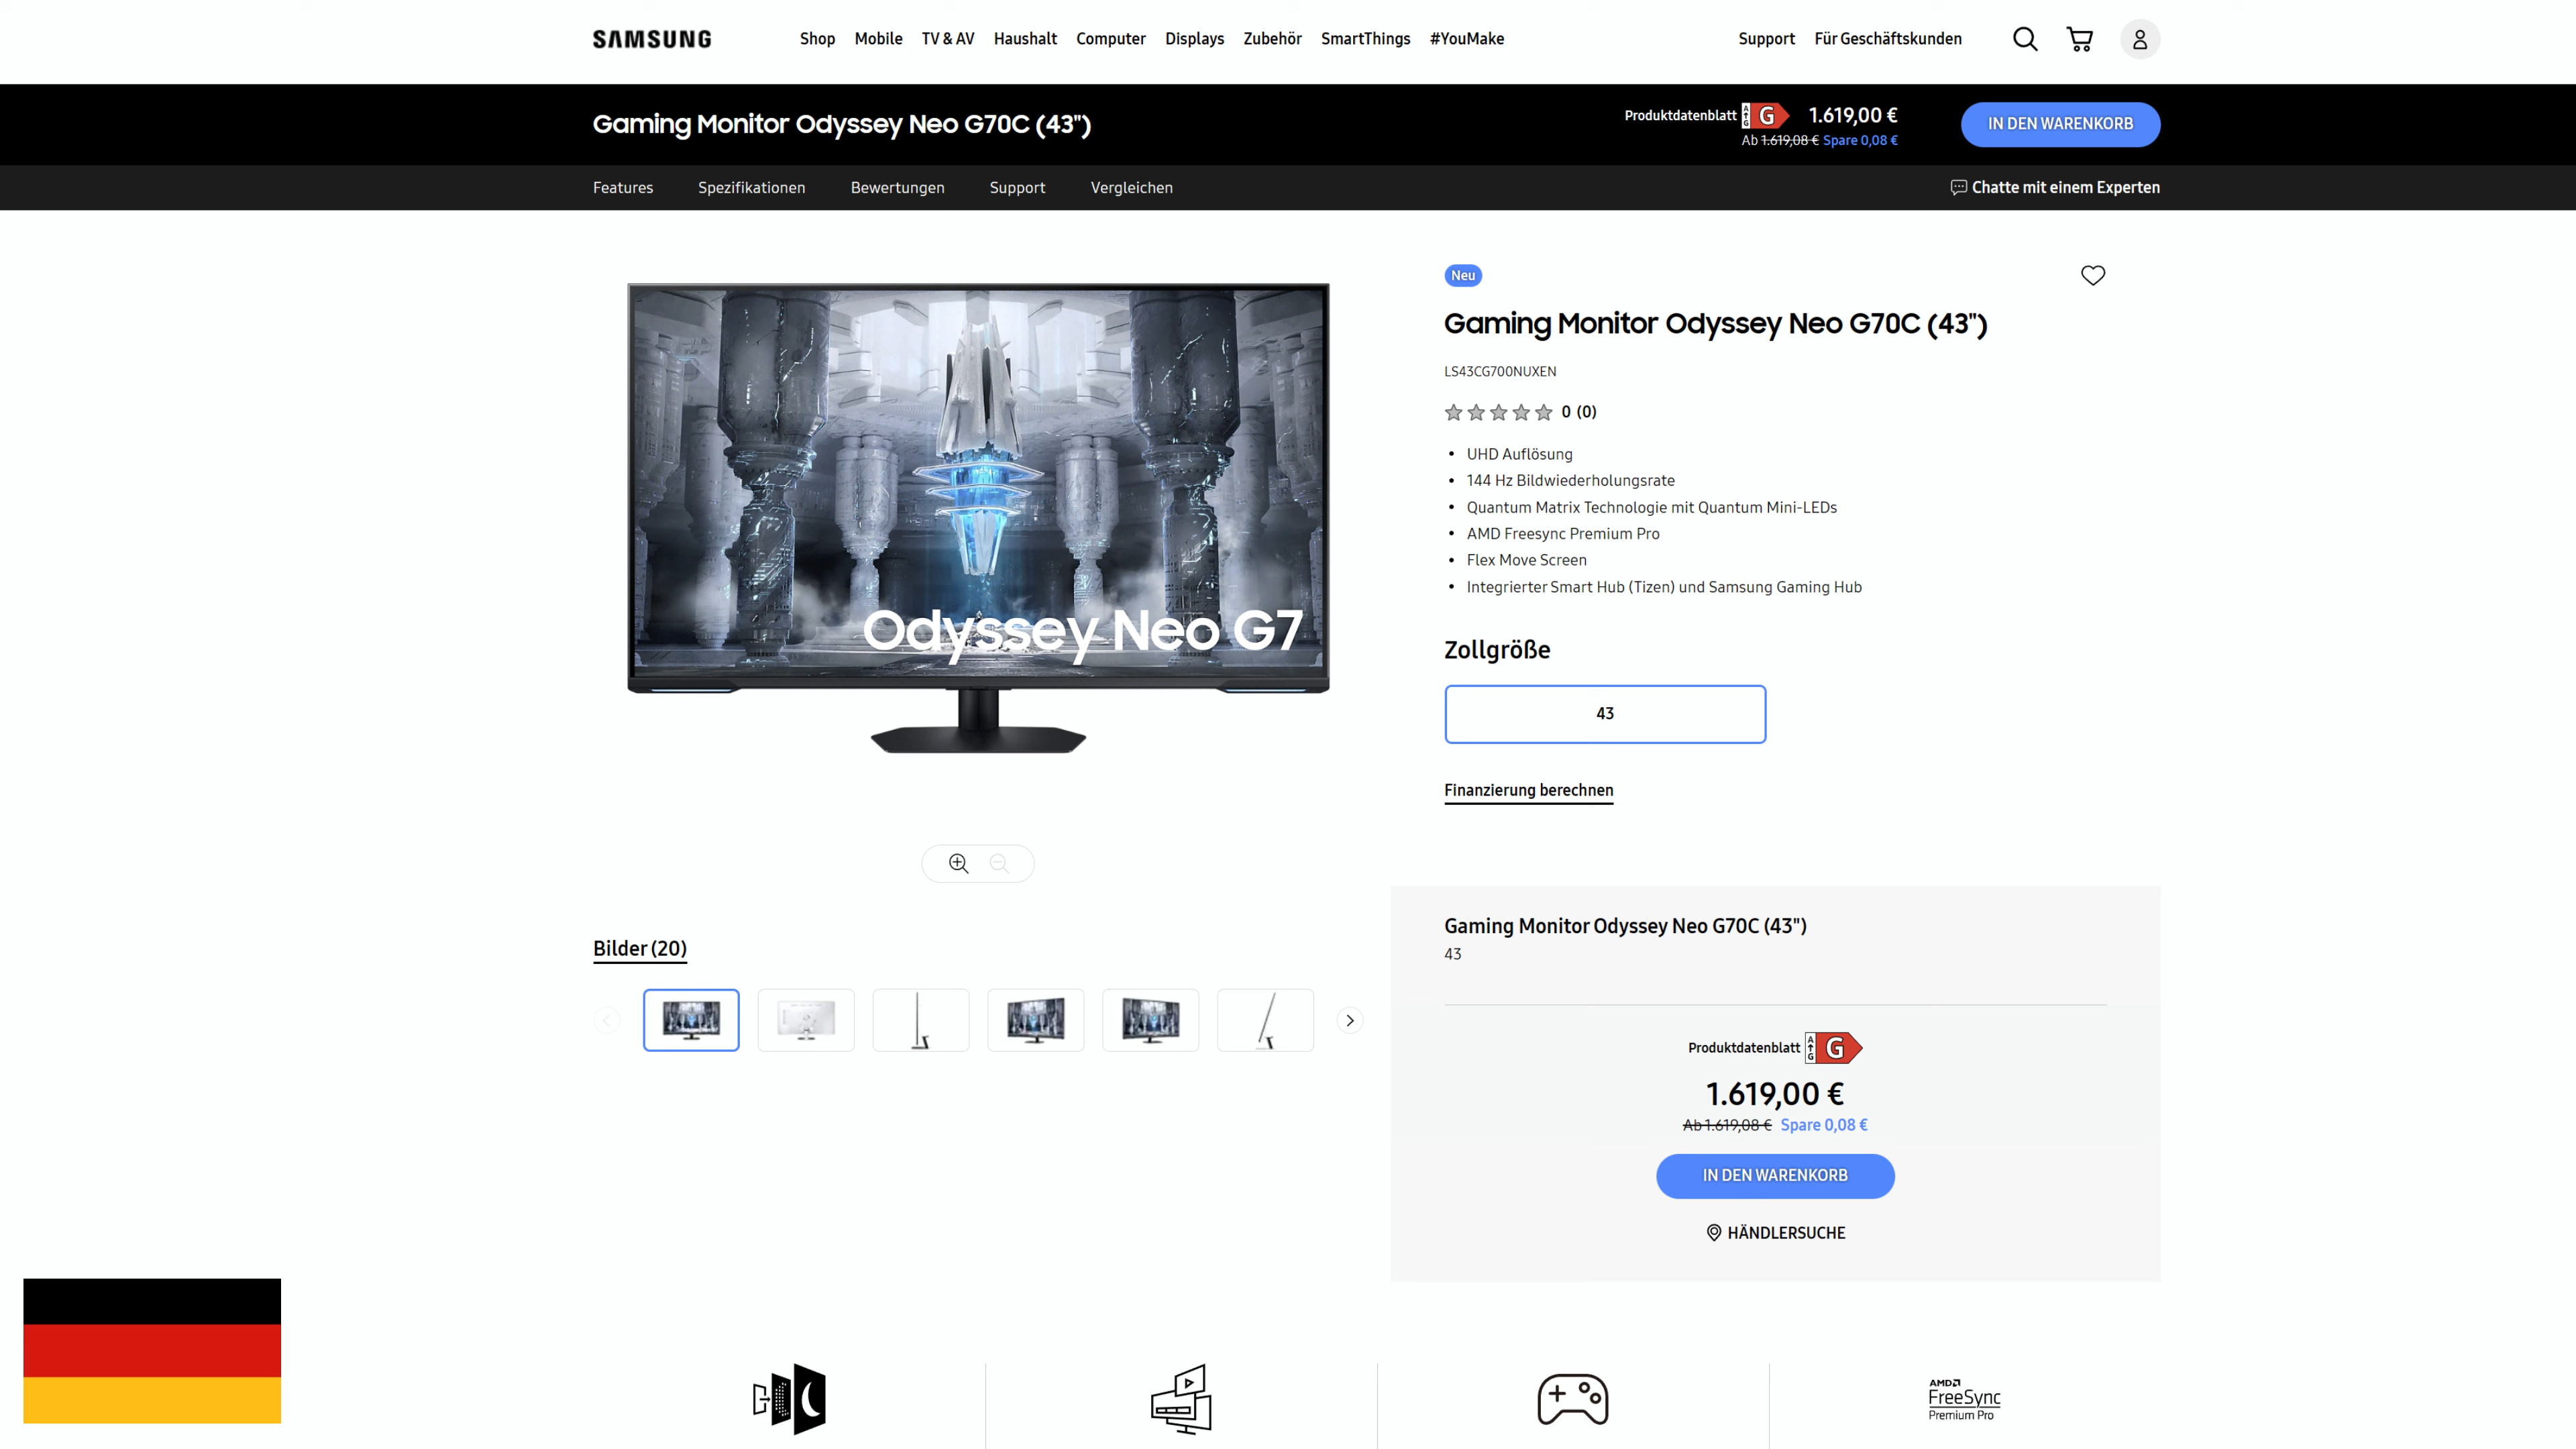 SAMSUNG
Shop Mobile TV & AV Haushalt Computer Displays Zubehör SmartThings #YouMake
Support Für Geschäftskunden
Gaming Monitor Odyssey Neo G70C (43")
Produktdatenblatt A G G 1.619,00 €
Ab 1.619,08 € Spare 0,08 €
IN DEN WARENKORB
Features Spezifikationen Bewertungen Support Vergleichen
Chatte mit einem Experten
Odyssey Neo G7
Neu
Gaming Monitor Odyssey Neo G70C (43")
LS43CG700NUXEN
0 (0)
• UHD Auflösung
• 144 Hz Bildwiederholungsrate
• Quantum Matrix Technologie mit Quantum Mini-LEDs
• AMD Freesync Premium Pro
• Flex Move Screen
• Integrierter Smart Hub (Tizen) und Samsung Gaming Hub
Zollgröße
43
Finanzierung berechnen
Bilder (20)
Gaming Monitor Odyssey Neo G70C (43")
43
Produktdatenblatt A G G
1.619,00 €
Ab 1.619,08 € Spare 0,08 €
IN DEN WARENKORB
HÄNDLERSUCHE
AMD
FreeSync
Premium Pro